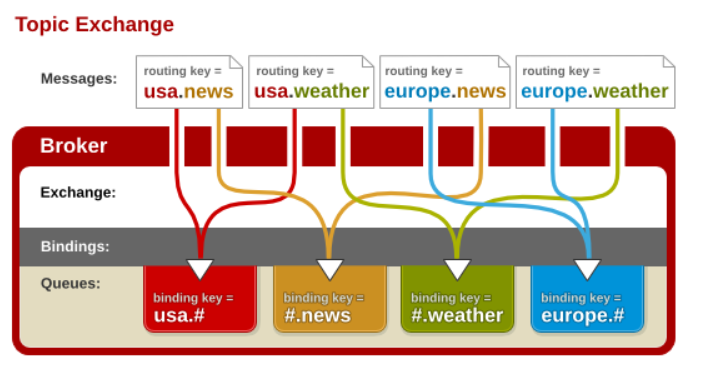 Topic Exchange
Messages:
routing key =
usa.news
routing key =
usa.weather
routing key =
europe.news
routing key =
europe.weather
Broker
Exchange:
Bindings:
Queues:
binding key =
usa.#
binding key =
#.news
binding key =
#.weather
binding key =
europe.#